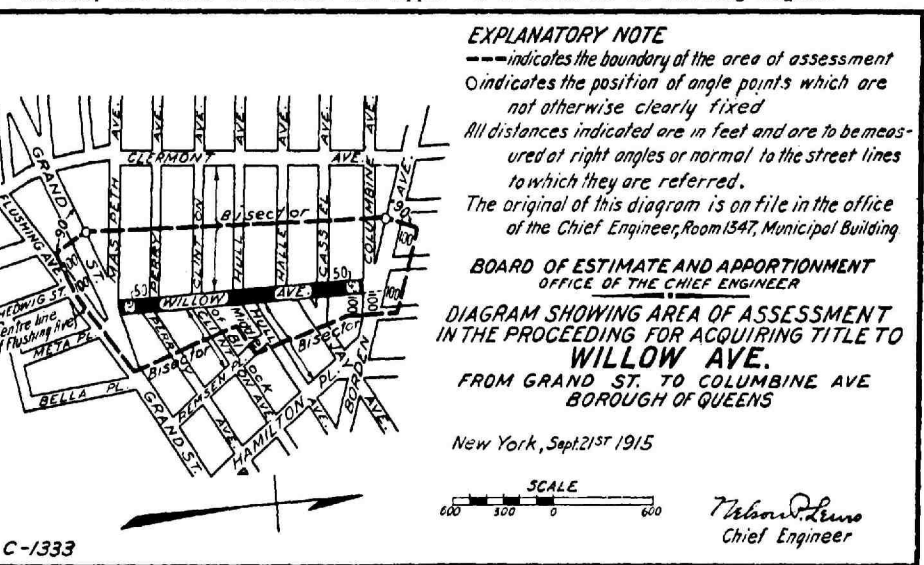 EXPLANATORY NOTE
indicates the boundary of the area of assessment
indicates the position of angle points which are
not otherwise clearly fixed
All distances indicated are in feet and are to be meas-
ured at right angles or normal to the street lines
to which they are referred.
The original of this diagram is on file in the office
of the Chief Engineer, Room 1347, Municipal Building
BOARD OF ESTIMATE AND APPORTIONMENT
OFFICE OF THE CHIEF ENGINEER
DIAGRAM SHOWING AREA OF ASSESSMENT
IN THE PROCEEDING FOR ACQUIRING TITLE TO
WILLOW AVE.
FROM GRAND ST. TO COLUMBINE AVE
BOROUGH OF QUEENS
New York, Sept. 21ST 1915
SCALE
600 300 0 600
Nelson P. Lewis
Chief Engineer
C-1333
CLERMONT AVE.
GRAND ST.
FLUSHING AVE.
MASPETH AVE.
PERRY AVE.
CLINTON AVE.
HULL AVE.
HILLE AVE.
CASSEL AVE.
COLUMBINE AVE.
Bisector
90
100
100
100
100
100
50
50
WILLOW AVE.
HEDWIG ST.
Centre line
of Flushing Ave
META PL.
BELLA PL.
Bisector
Bisector
REMSEN PL.
CLINTON AVE.
HULL AVE.
HAMILTON PL.
BORDEN AVE.
GRAND ST.